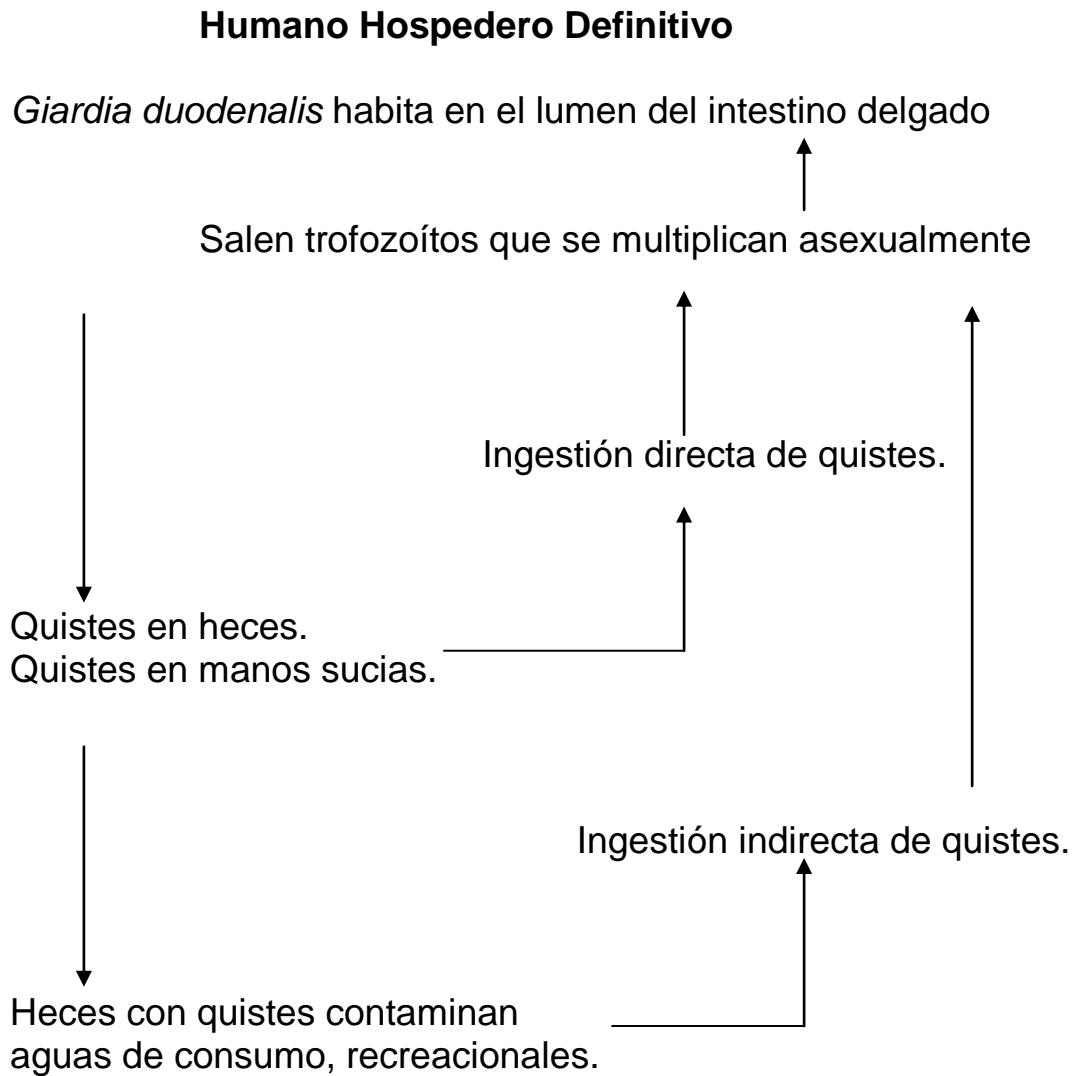 Humano Hospedero Definitivo
Giardia duodenalis habita en el lumen del intestino delgado
Salen trofozoítos que se multiplican asexualmente
Ingestión directa de quistes.
Quistes en heces.
Quistes en manos sucias.
Ingestión indirecta de quistes.
Heces con quistes contaminan
aguas de consumo, recreacionales.